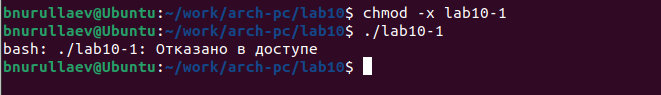 bnurullaev@Ubuntu:~/work/arch-pc/lab10$ chmod -x lab10-1
bnurullaev@Ubuntu:~/work/arch-pc/lab10$ ./lab10-1
bash: ./lab10-1: Отказано в доступе
bnurullaev@Ubuntu:~/work/arch-pc/lab10$